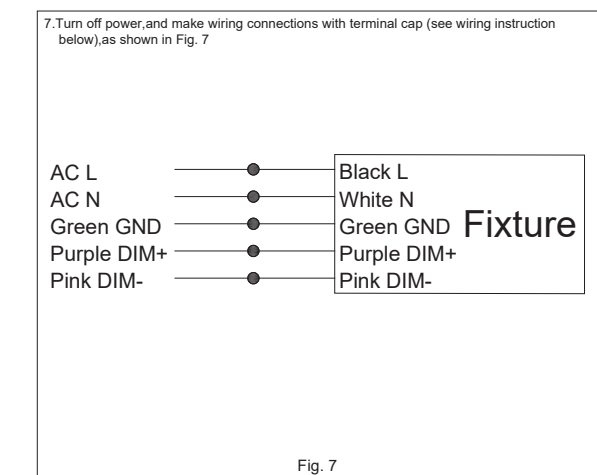 7.Turn off power,and make wiring connections with terminal cap (see wiring instruction
below),as shown in Fig. 7
AC L Black L
AC N White N
Green GND Green GND Fixture
Purple DIM+ Purple DIM+
Pink DIM- Pink DIM-
Fig. 7